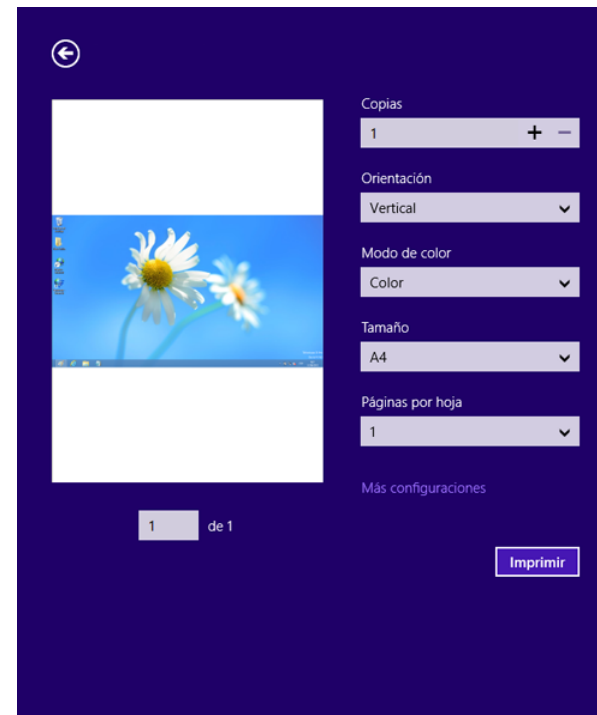 Copias
1
Orientación
Vertical
Modo de color
Color
Tamaño
A4
Páginas por hoja
1
Más configuraciones
1 de 1
Imprimir